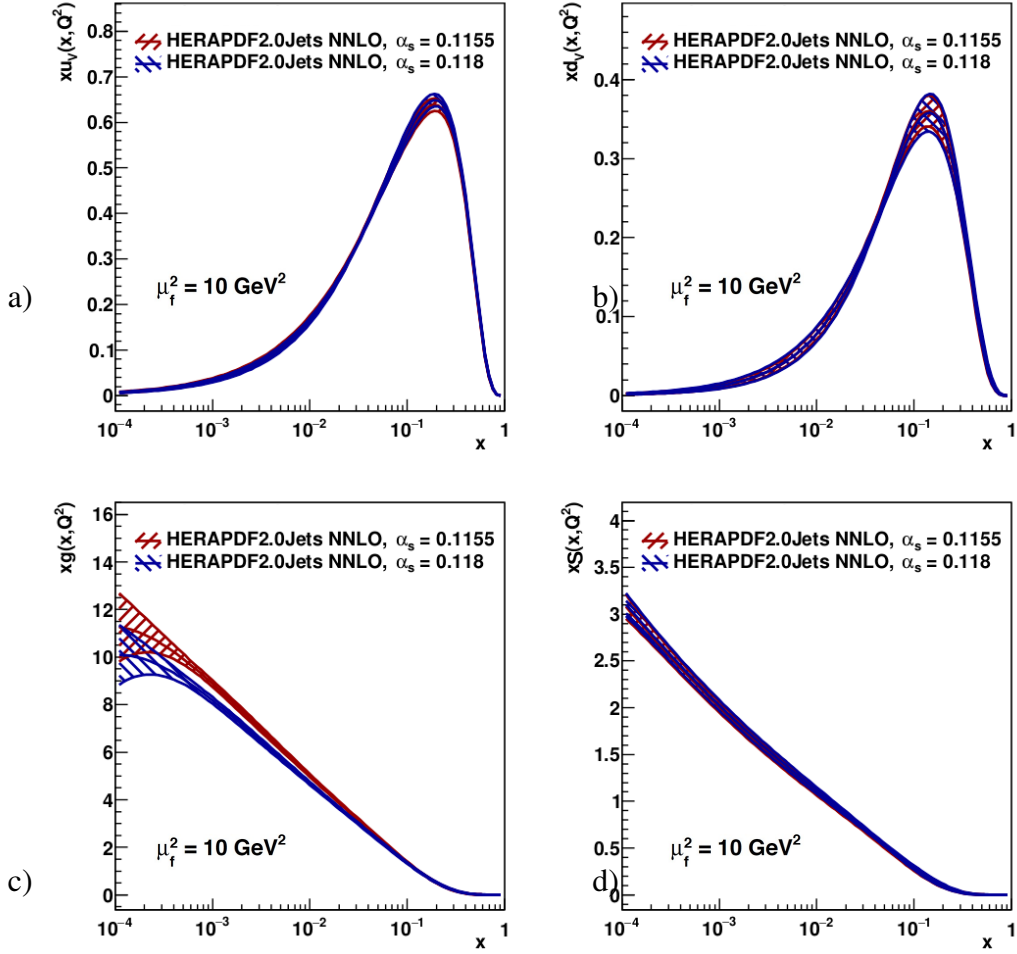 a)
xu_v(x,Q²)
0.8
0.7
0.6
0.5
0.4
0.3
0.2
0.1
0
HERAPDF2.0Jets NNLO, α_s = 0.1155
HERAPDF2.0Jets NNLO, α_s = 0.118
μ_f² = 10 GeV²
10⁻⁴ 10⁻³ 10⁻² 10⁻¹ 1
x
b)
xd_v(x,Q²)
0.4
0.3
0.2
0.1
0
HERAPDF2.0Jets NNLO, α_s = 0.1155
HERAPDF2.0Jets NNLO, α_s = 0.118
μ_f² = 10 GeV²
10⁻⁴ 10⁻³ 10⁻² 10⁻¹ 1
x
c)
xg(x,Q²)
16
14
12
10
8
6
4
2
0
HERAPDF2.0Jets NNLO, α_s = 0.1155
HERAPDF2.0Jets NNLO, α_s = 0.118
μ_f² = 10 GeV²
10⁻⁴ 10⁻³ 10⁻² 10⁻¹ 1
x
d)
xS(x,Q²)
4
3.5
3
2.5
2
1.5
1
0.5
0
HERAPDF2.0Jets NNLO, α_s = 0.1155
HERAPDF2.0Jets NNLO, α_s = 0.118
μ_f² = 10 GeV²
10⁻⁴ 10⁻³ 10⁻² 10⁻¹ 1
x